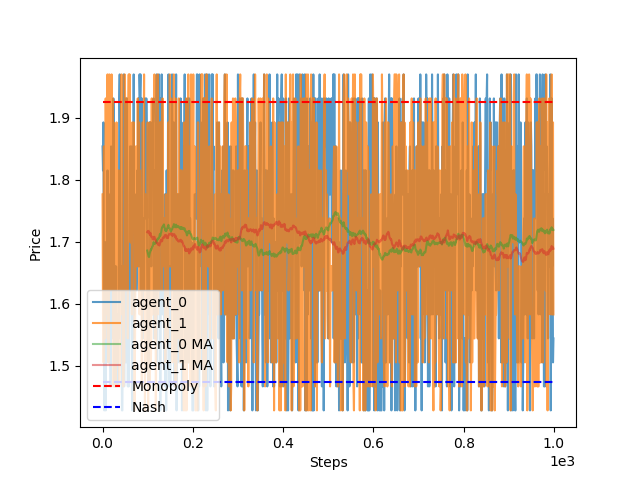 1.9
1.8
1.7
1.6
1.5
Price
agent_0
agent_1
agent_0 MA
agent_1 MA
Monopoly
Nash
0.0 0.2 0.4 0.6 0.8 1.0
Steps
1e3